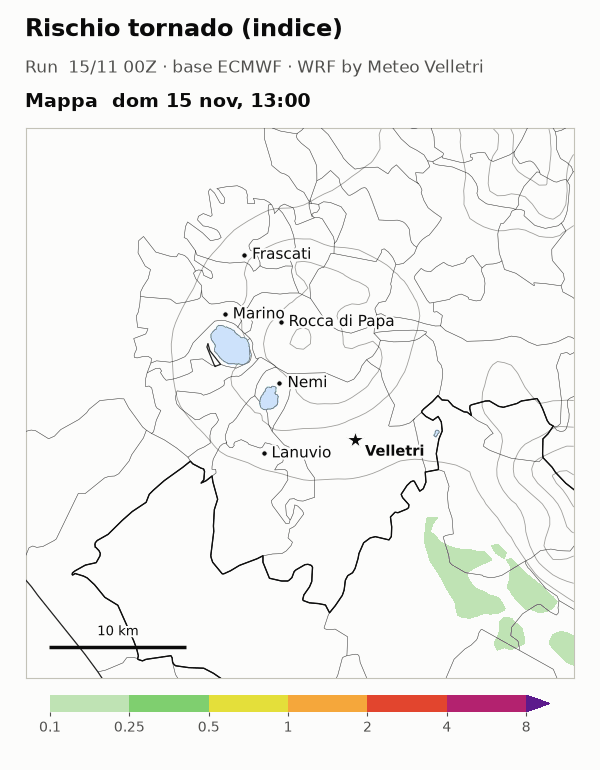 Rischio tornado (indice)
Run  15/11 00Z · base ECMWF · WRF by Meteo Velletri
Mappa  dom 15 nov, 13:00
Frascati
Marino
Rocca di Papa
Nemi
Velletri
Lanuvio
10 km
0.1 0.25 0.5 1 2 4 8